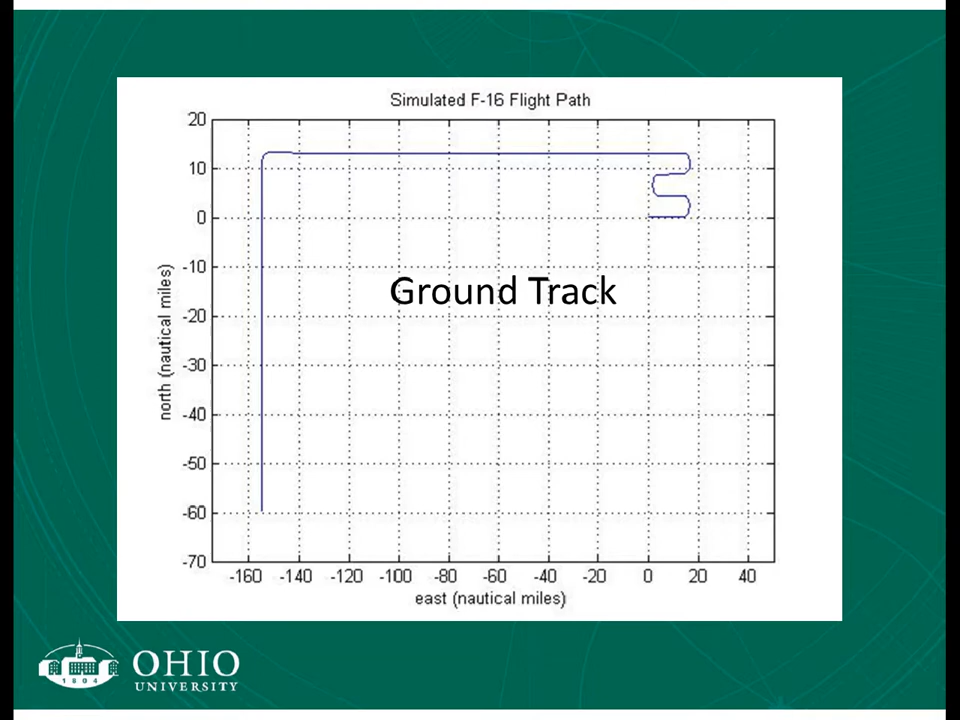 Simulated F-16 Flight Path
20
10
0
-10
-20
-30
-40
-50
-60
-70
north (nautical miles)
Ground Track
-160 -140 -120 -100 -80 -60 -40 -20 0 20 40
east (nautical miles)
1804
OHIO
UNIVERSITY